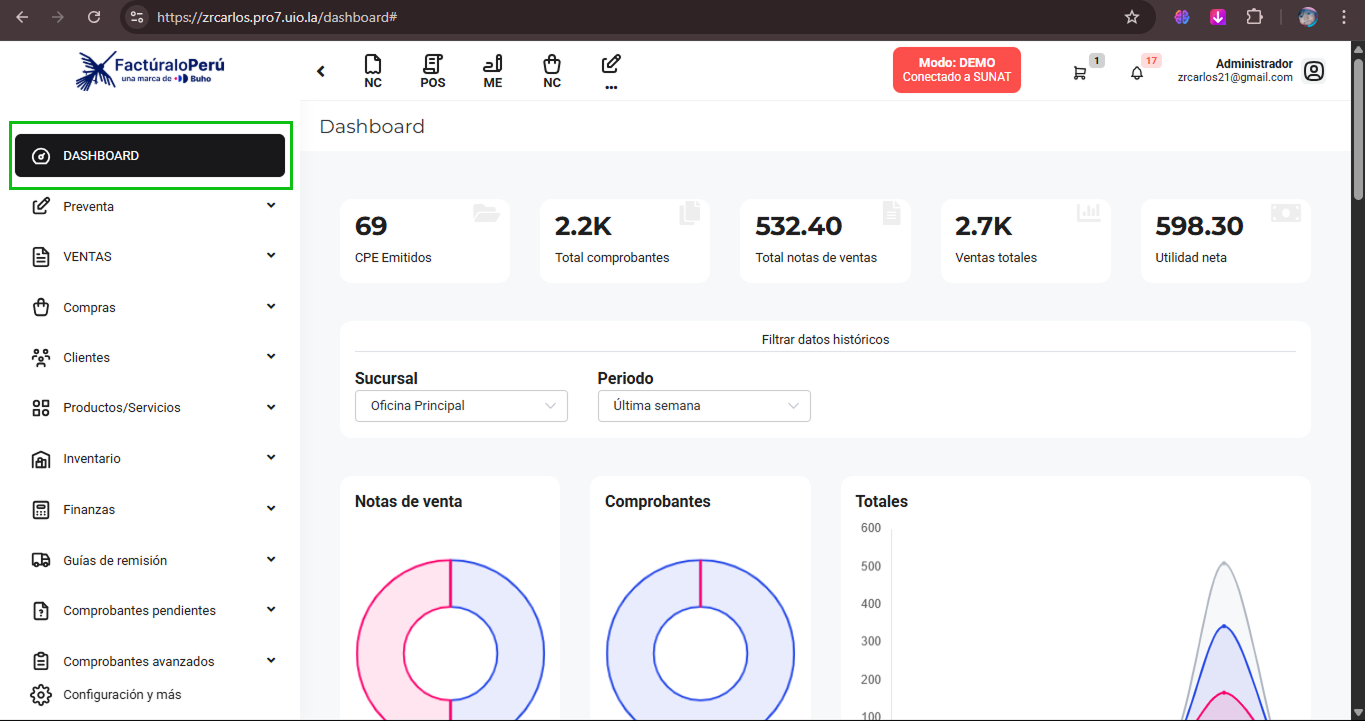 https://zrcarlos.pro7.uio.la/dashboard#
FactúraloPerú
una marca de Buho
NC
POS
ME
NC
...
Modo: DEMO
Conectado a SUNAT
1
17
Administrador
zrcarlos21@gmail.com
DASHBOARD
Preventa
VENTAS
Compras
Clientes
Productos/Servicios
Inventario
Finanzas
Guías de remisión
Comprobantes pendientes
Comprobantes avanzados
Configuración y más
Dashboard
69
CPE Emitidos
2.2K
Total comprobantes
532.40
Total notas de ventas
2.7K
Ventas totales
598.30
Utilidad neta
Filtrar datos históricos
Sucursal
Oficina Principal
Periodo
Última semana
Notas de venta
Comprobantes
Totales
600
500
400
300
200
100